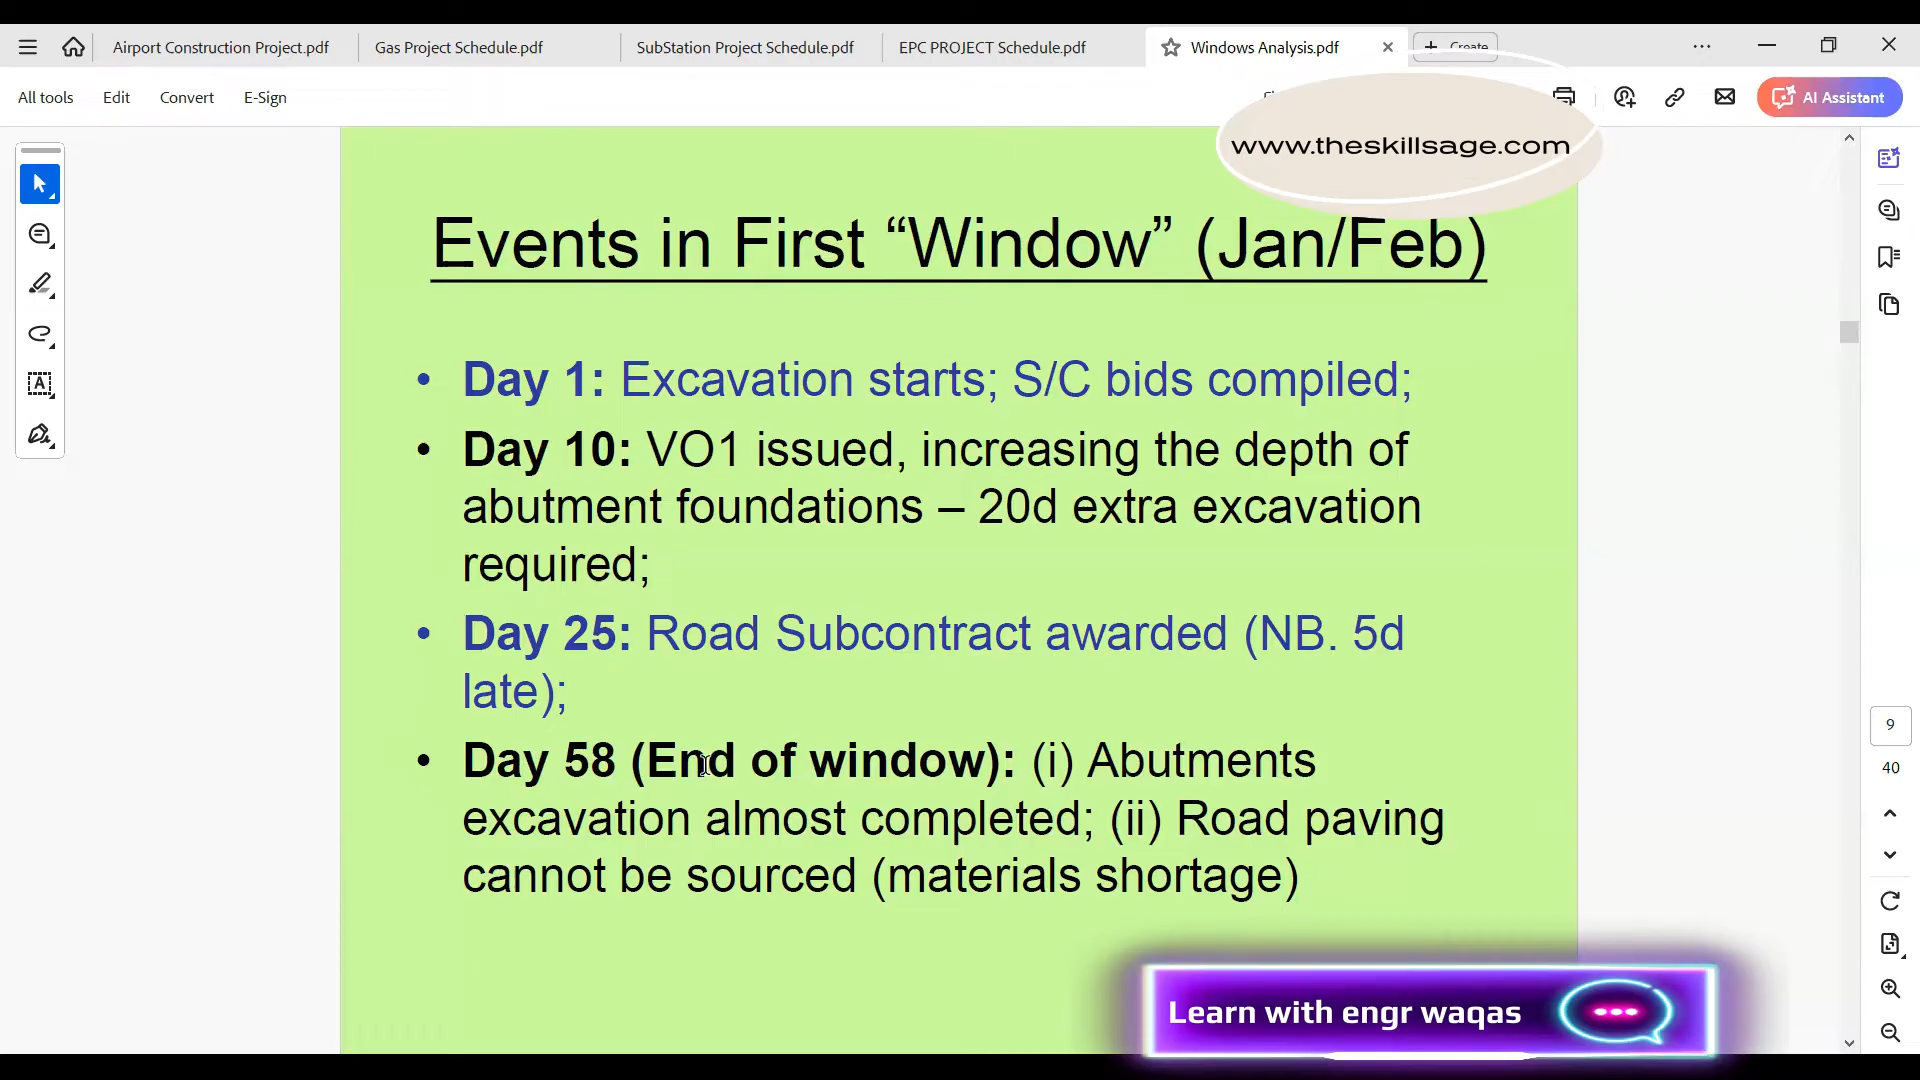 Airport Construction Project.pdf
Gas Project Schedule.pdf
SubStation Project Schedule.pdf
EPC PROJECT Schedule.pdf
Windows Analysis.pdf
Create
All tools
Edit
Convert
E-Sign
AI Assistant
www.theskillsage.com
Events in First “Window” (Jan/Feb)
• Day 1: Excavation starts; S/C bids compiled;
• Day 10: VO1 issued, increasing the depth of
abutment foundations – 20d extra excavation
required;
• Day 25: Road Subcontract awarded (NB. 5d
late);
• Day 58 (End of window): (i) Abutments
excavation almost completed; (ii) Road paving
cannot be sourced (materials shortage)
9
40
Learn with engr waqas